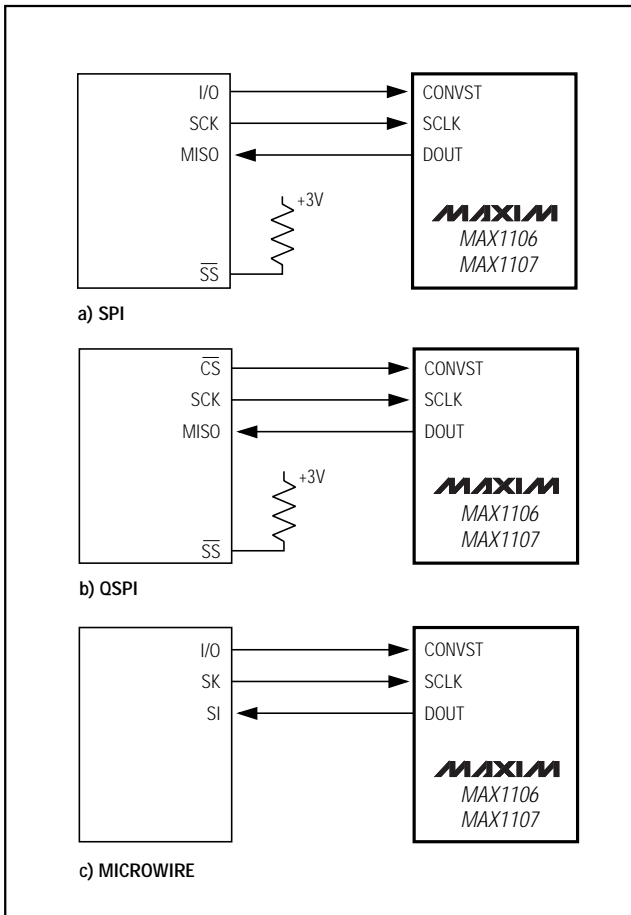 I/O
CONVST
SCK
SCLK
MISO
DOUT
+3V
MAXIM
MAX1106
MAX1107
SS
a) SPI
CS
CONVST
SCK
SCLK
MISO
DOUT
+3V
MAXIM
MAX1106
MAX1107
SS
b) QSPI
I/O
CONVST
SK
SCLK
SI
DOUT
MAXIM
MAX1106
MAX1107
c) MICROWIRE